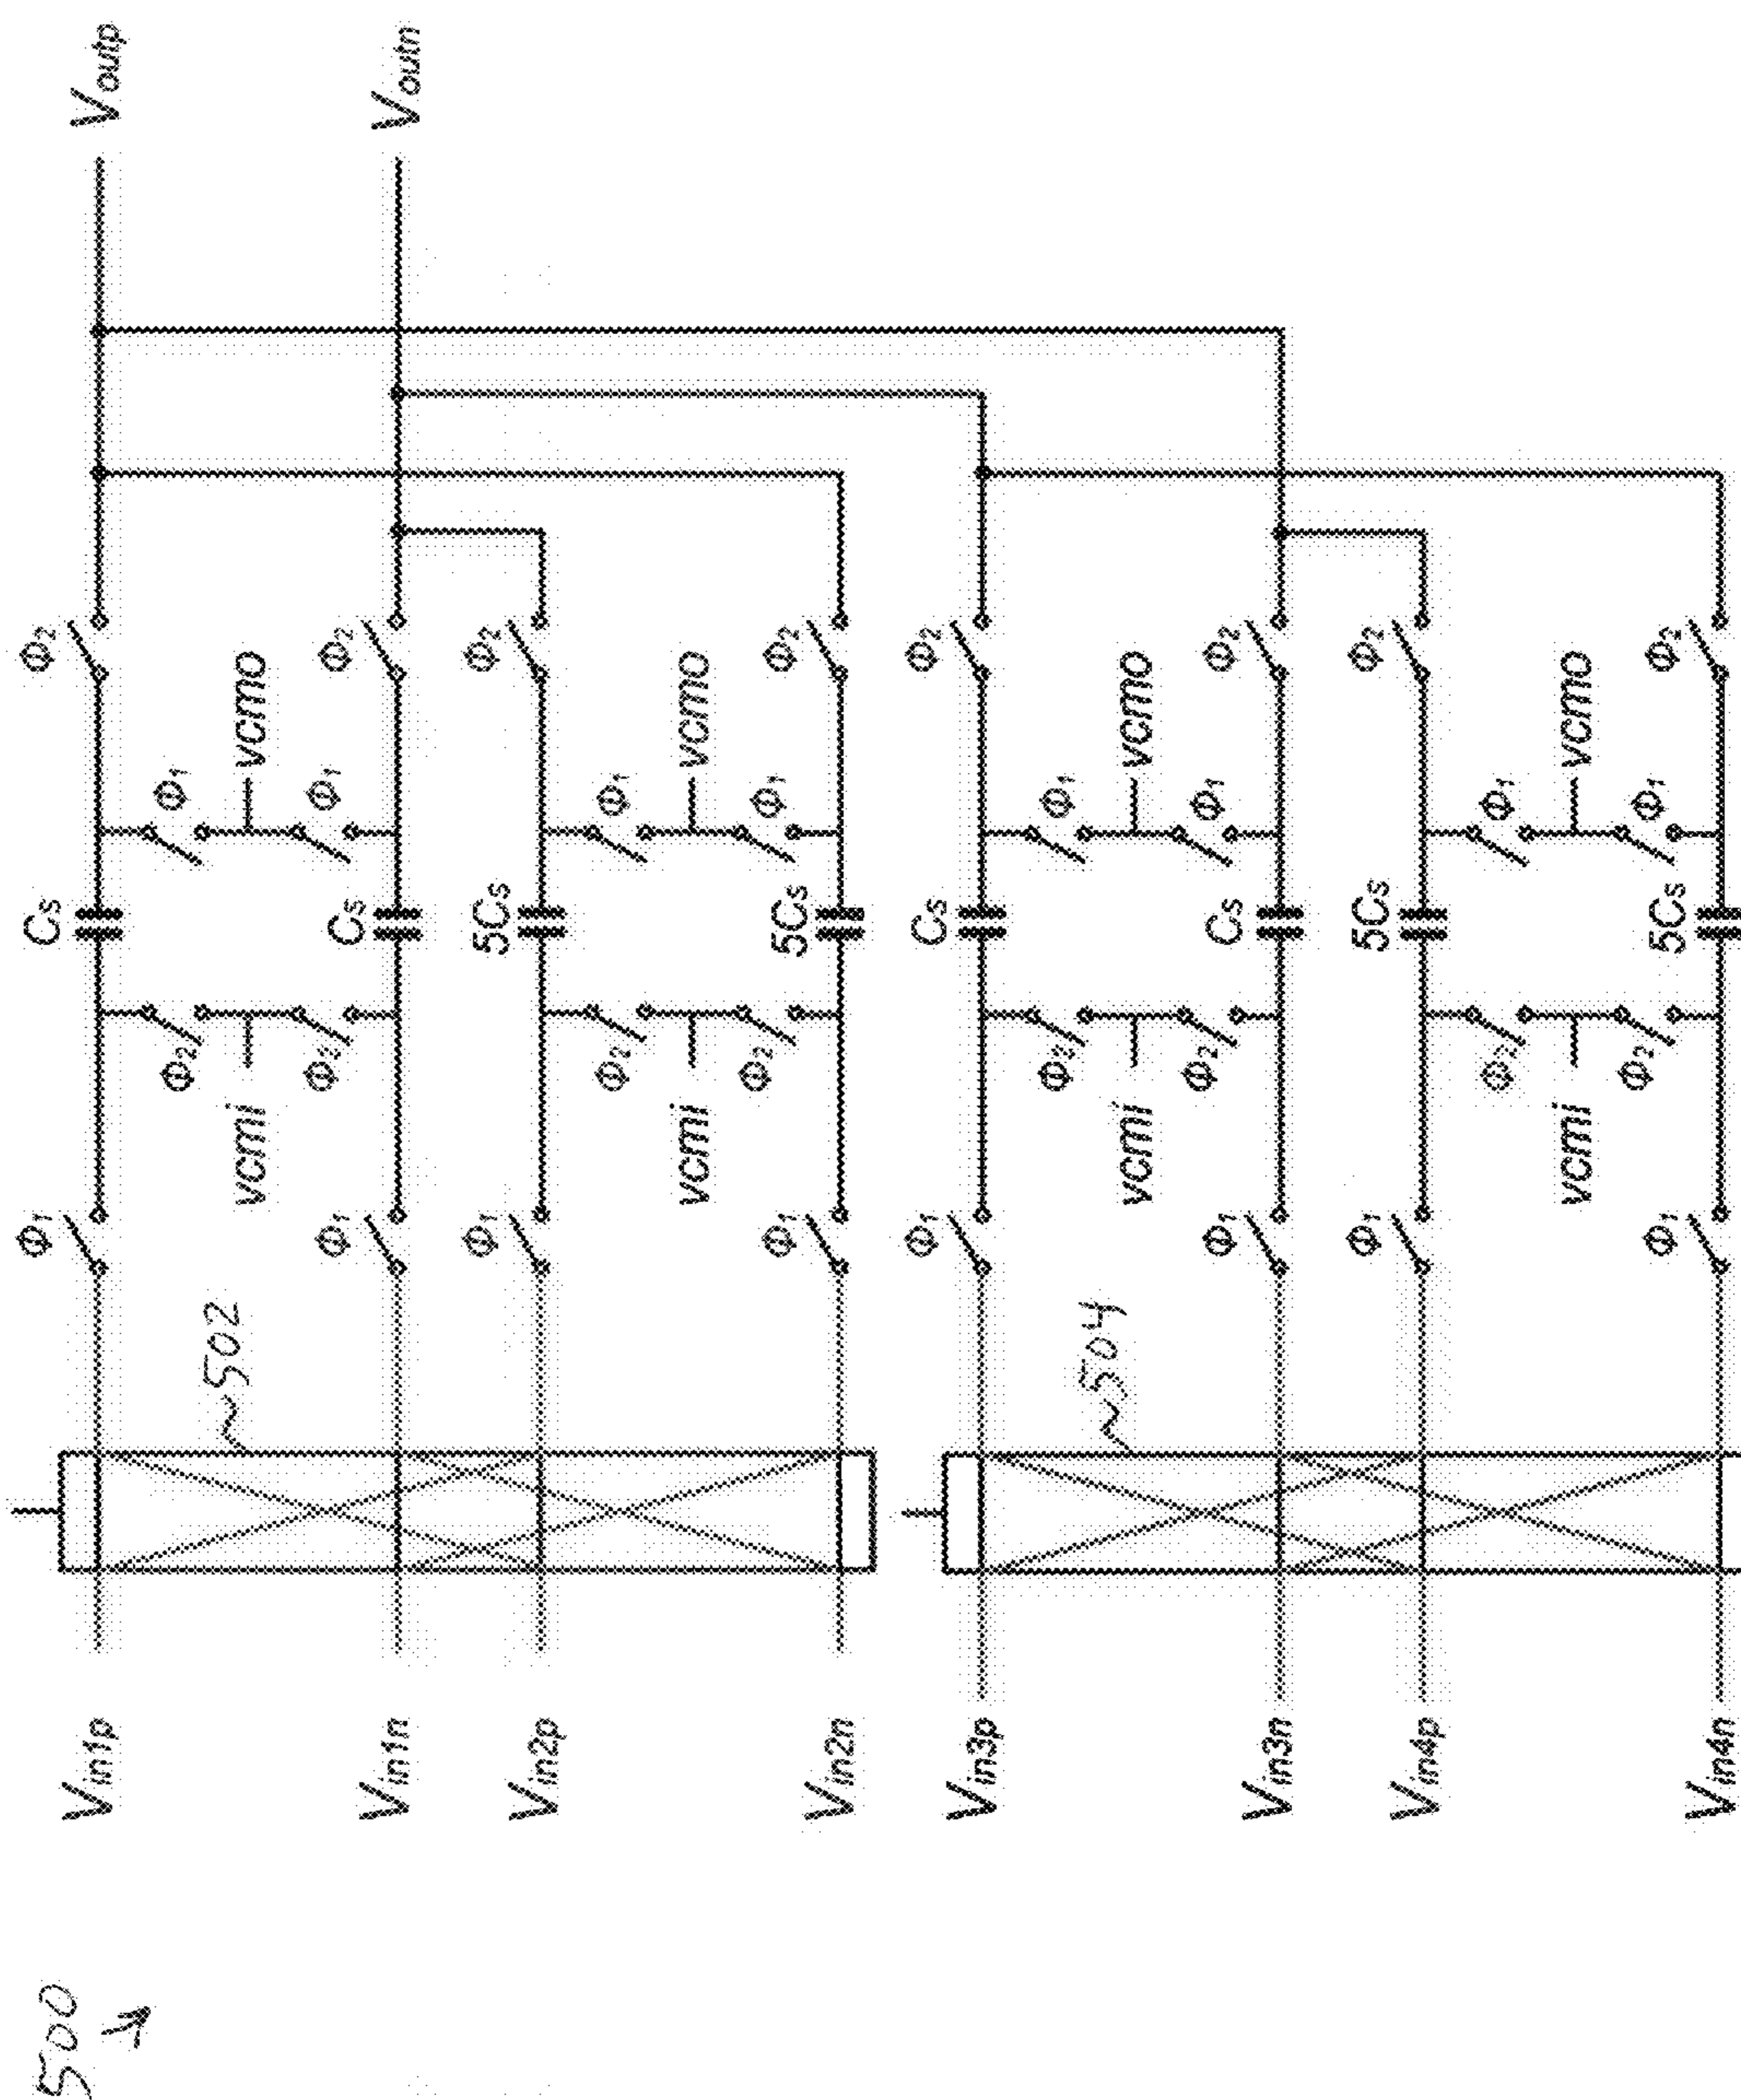 500
Φ1 Cs Φ2
Vin1p Voutp
Φ2 Φ1
502 vcmi vcmo
Φ1 Φ2 Cs Φ1 Φ2
Vin1n Voutn
Φ1 5Cs Φ2
Vin2p
Φ2 Φ1
vcmi vcmo
Φ1 Φ2 5Cs Φ1 Φ2
Vin2n
Φ1 Cs Φ2
Vin3p
Φ2 Φ1
504 vcmi vcmo
Φ1 Φ2 Cs Φ1 Φ2
Vin3n
Φ1 5Cs Φ2
Vin4p
Φ2 Φ1
vcmi vcmo
Φ1 Φ2 5Cs Φ1 Φ2
Vin4n